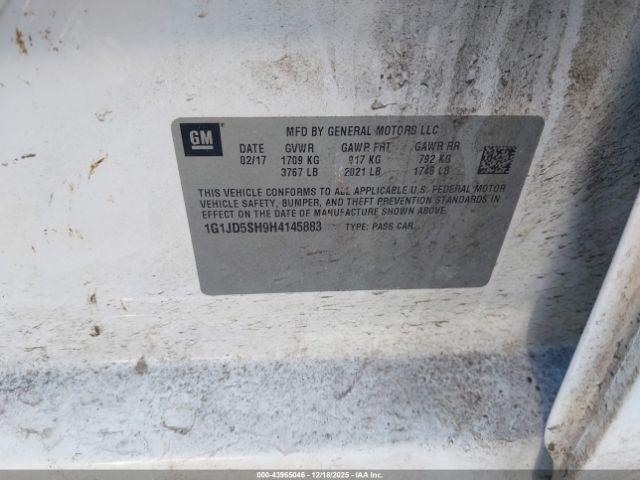 GM
MFD BY GENERAL MOTORS LLC
DATE GVWR GAWR FRT GAWR RR
02/17 1709 KG 917 KG 792 KG
3767 LB 2021 LB 1746 LB
THIS VEHICLE CONFORMS TO ALL APPLICABLE U.S. FEDERAL MOTOR
VEHICLE SAFETY, BUMPER, AND THEFT PREVENTION STANDARDS IN
EFFECT ON THE DATE OF MANUFACTURE SHOWN ABOVE.
1G1JD5SH9H4145883 TYPE: PASS CAR
000-43965046 - 12/18/2025 - IAAI.com